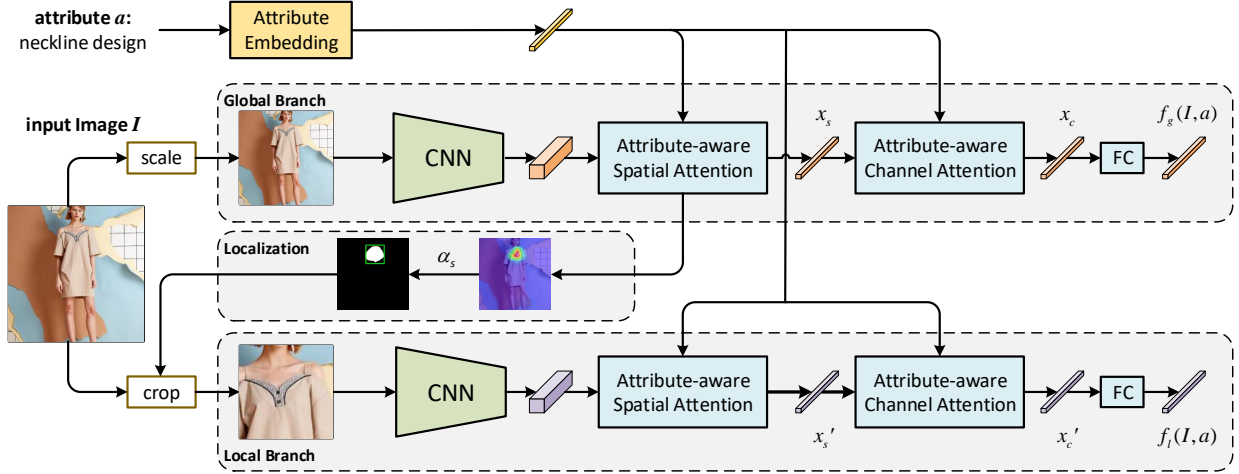 attribute a:
neckline design
Attribute
Embedding
Global Branch
input Image I
scale
CNN
Attribute-aware
Spatial Attention
x_s
Attribute-aware
Channel Attention
x_c
FC
f_g(I,a)
Localization
α_s
crop
CNN
Attribute-aware
Spatial Attention
x_s′
Attribute-aware
Channel Attention
x_c′
FC
f_l(I,a)
Local Branch